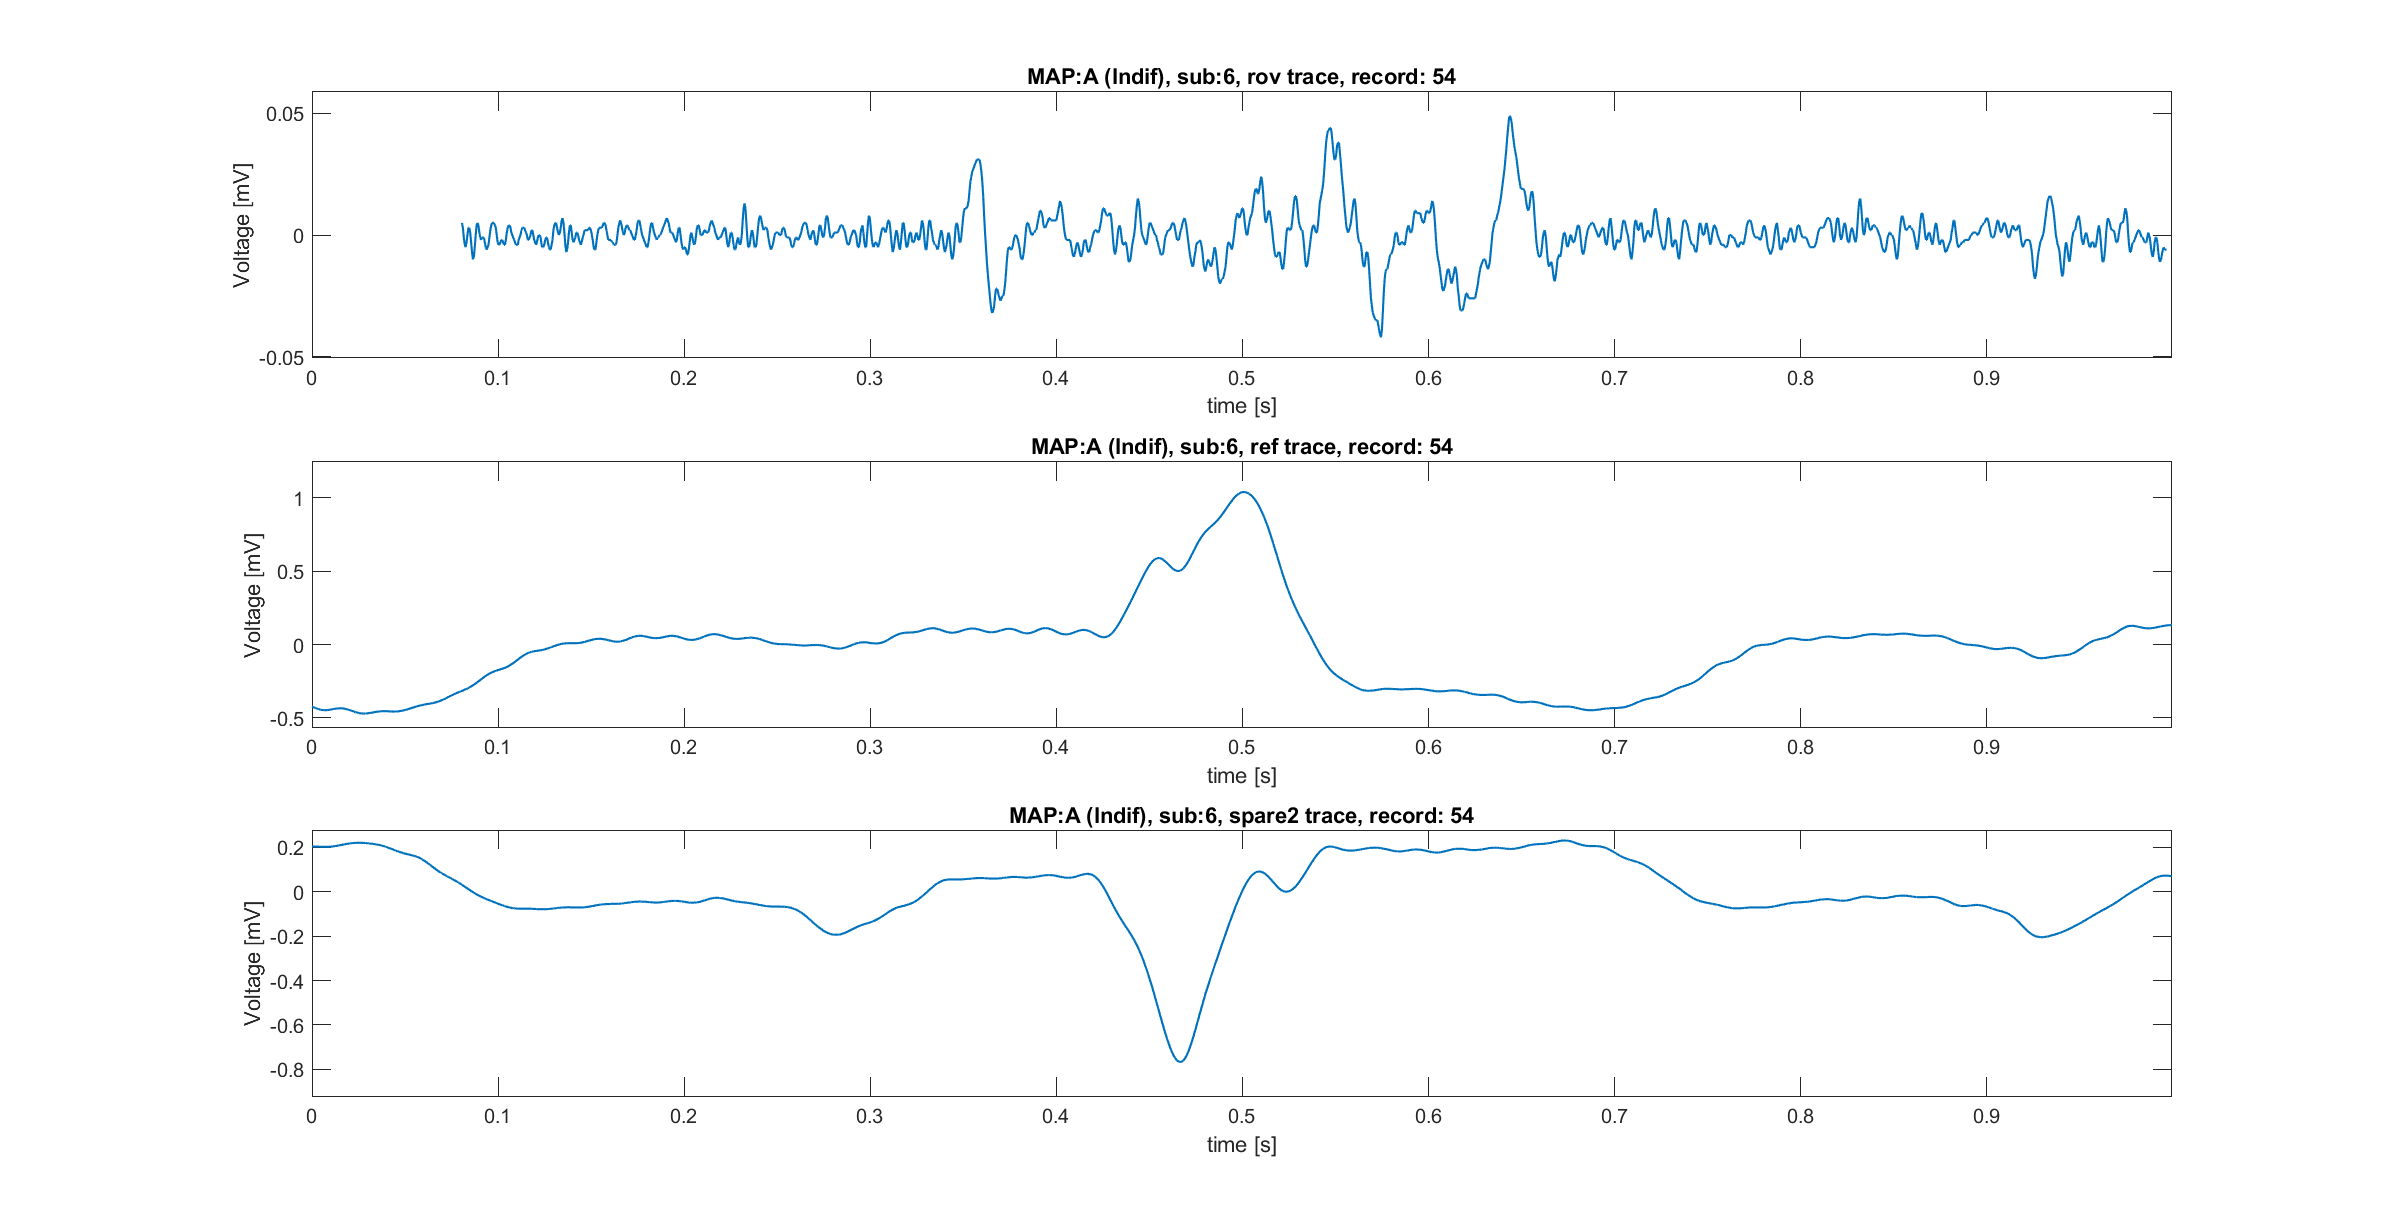 MAP:A (Indif), sub:6, rov trace, record: 54
Voltage [mV]
0.05
0
-0.05
0 0.1 0.2 0.3 0.4 0.5 0.6 0.7 0.8 0.9
time [s]
MAP:A (Indif), sub:6, ref trace, record: 54
Voltage [mV]
1
0.5
0
-0.5
0 0.1 0.2 0.3 0.4 0.5 0.6 0.7 0.8 0.9
time [s]
MAP:A (Indif), sub:6, spare2 trace, record: 54
Voltage [mV]
0.2
0
-0.2
-0.4
-0.6
-0.8
0 0.1 0.2 0.3 0.4 0.5 0.6 0.7 0.8 0.9
time [s]